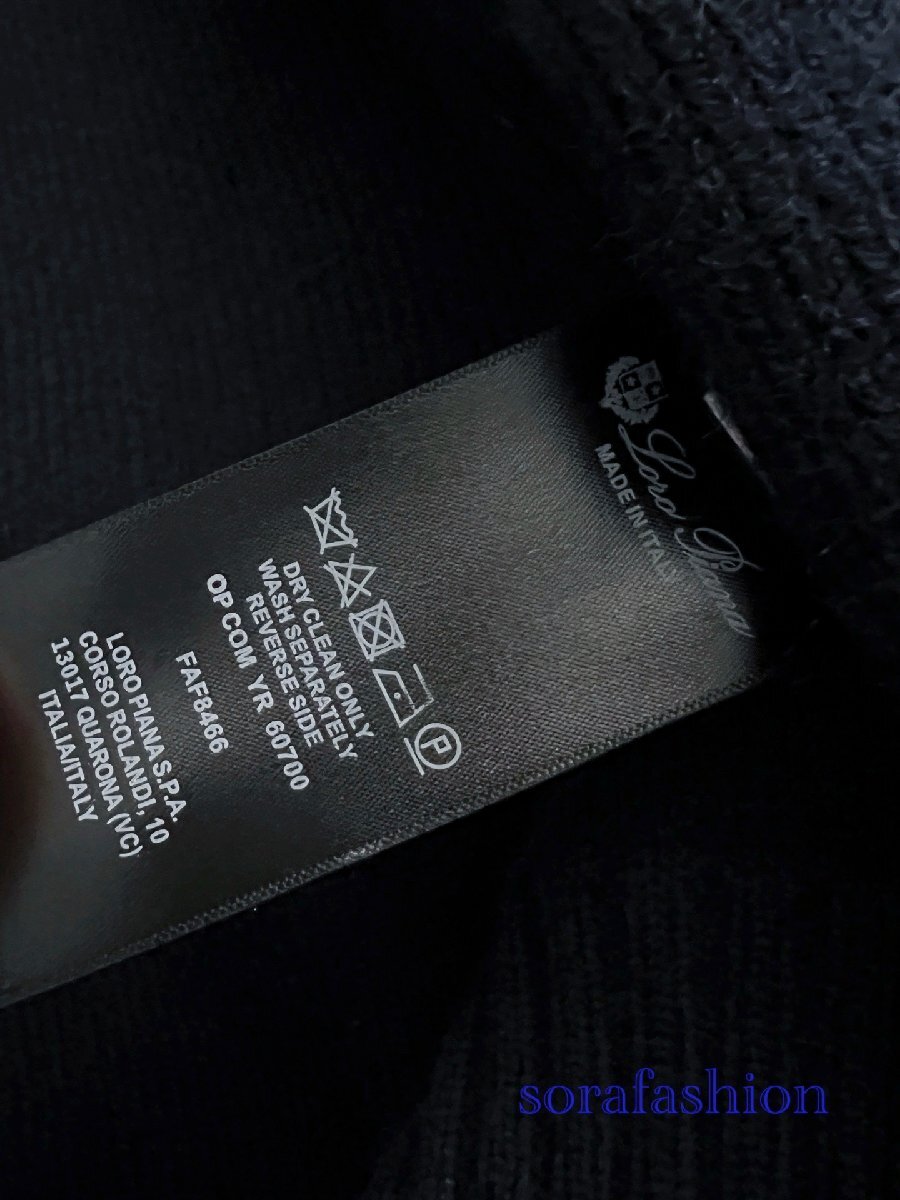 Loro Piana
MADE IN ITALY
P
DRY CLEAN ONLY
WASH SEPARATELY
REVERSE SIDE
OP COM YR 60700
FAF8466
LORO PIANA S.P.A.
CORSO ROLANDI, 10
13017 QUARONA (VC)
ITALIA/ITALY
sorafashion